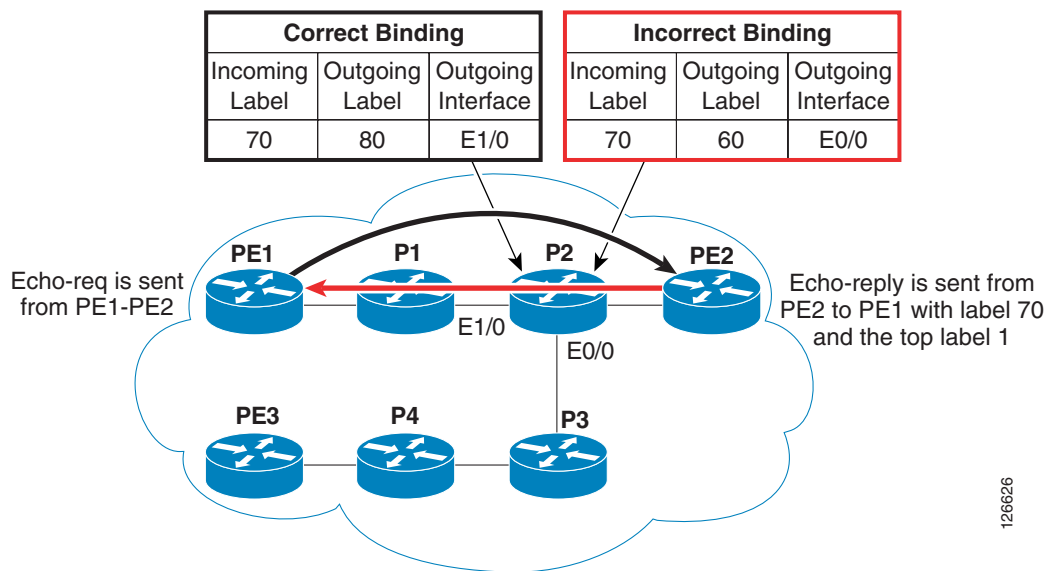 Correct Binding
Incoming Label
Outgoing Label
Outgoing Interface
70
80
E1/0
Incorrect Binding
Incoming Label
Outgoing Label
Outgoing Interface
70
60
E0/0
PE1
P1
P2
PE2
Echo-req is sent
from PE1-PE2
Echo-reply is sent from
PE2 to PE1 with label 70
and the top label 1
E1/0
E0/0
PE3
P4
P3
126626